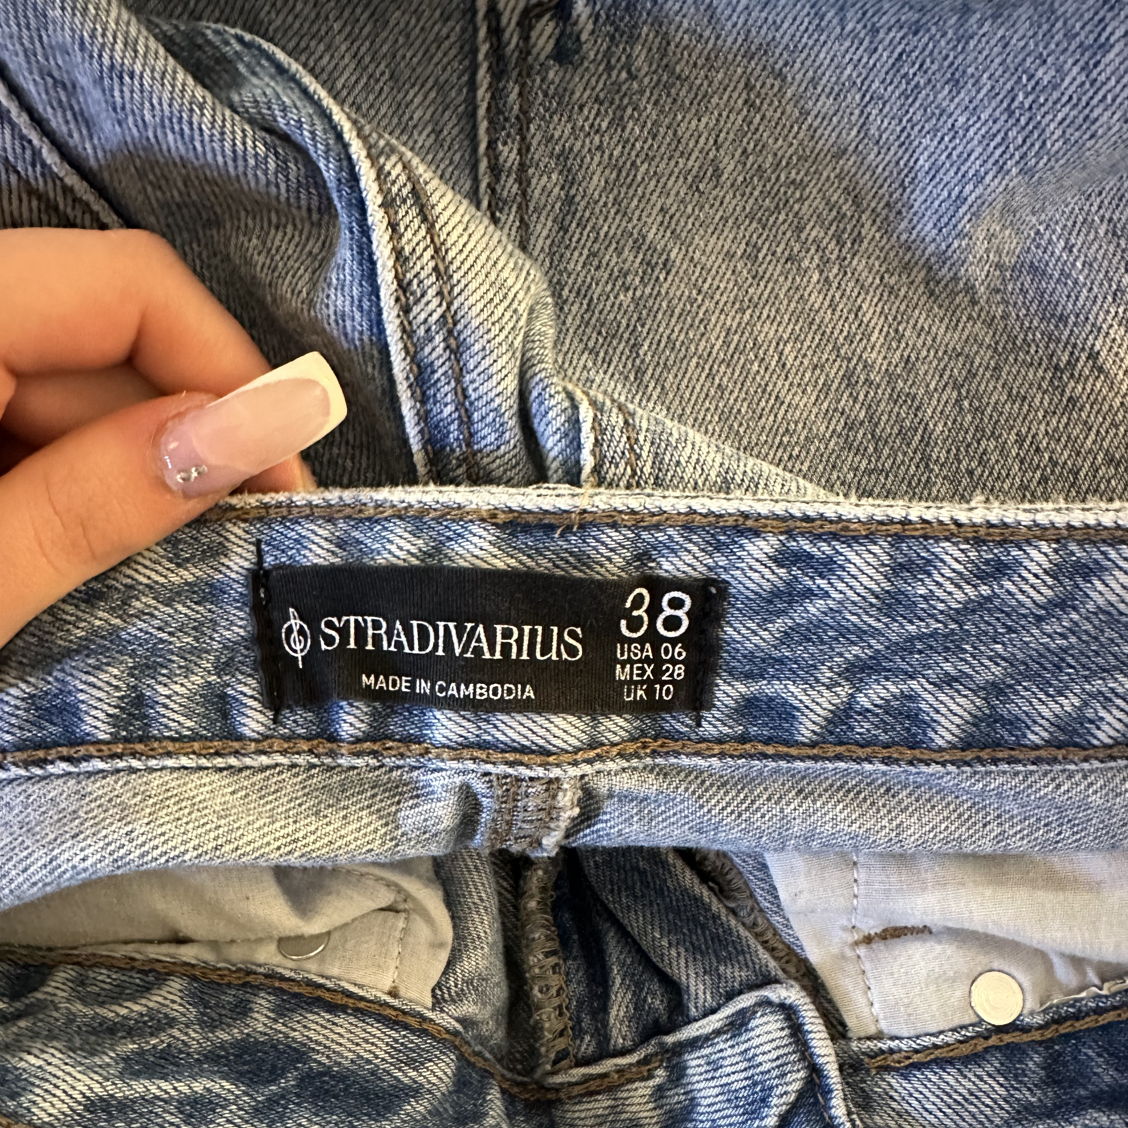 STRADIVARIUS
MADE IN CAMBODIA
38
USA 06
MEX 28
UK 10